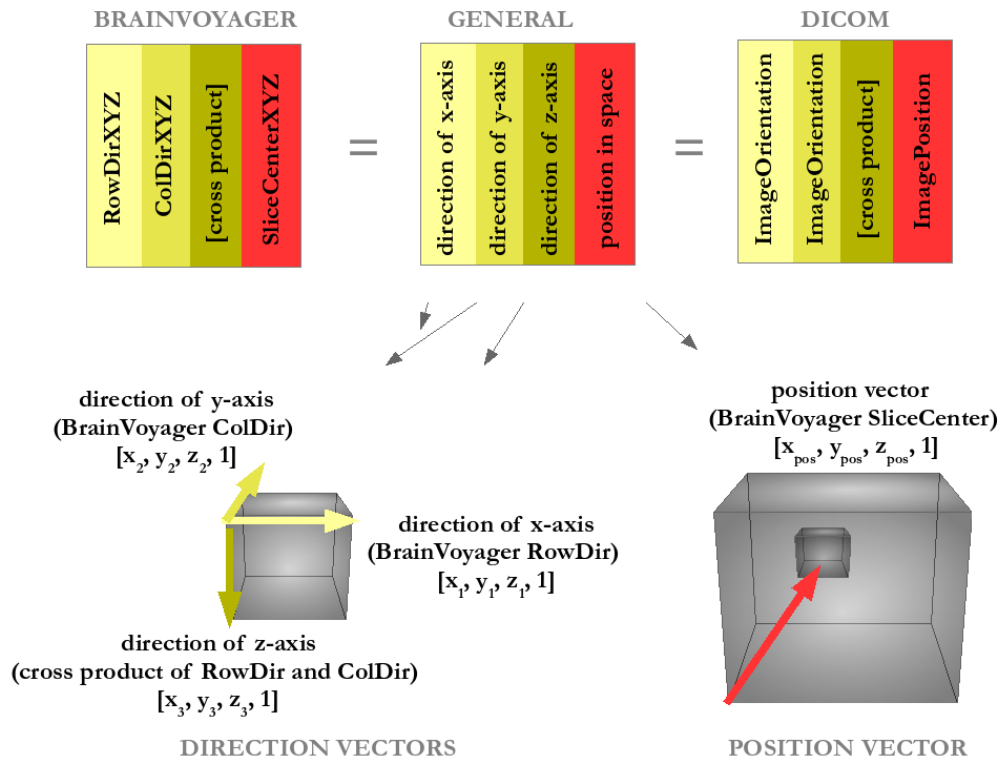 BRAINVOYAGER
GENERAL
DICOM
RowDirXYZ
ColDirXYZ
[cross product]
SliceCenterXYZ
=
direction of x-axis
direction of y-axis
direction of z-axis
position in space
=
ImageOrientation
ImageOrientation
[cross product]
ImagePosition
direction of y-axis
(BrainVoyager ColDir)
[x₂, y₂, z₂, 1]
direction of x-axis
(BrainVoyager RowDir)
[x₁, y₁, z₁, 1]
direction of z-axis
(cross product of RowDir and ColDir)
[x₃, y₃, z₃, 1]
DIRECTION VECTORS
position vector
(BrainVoyager SliceCenter)
[xpos, ypos, zpos, 1]
POSITION VECTOR